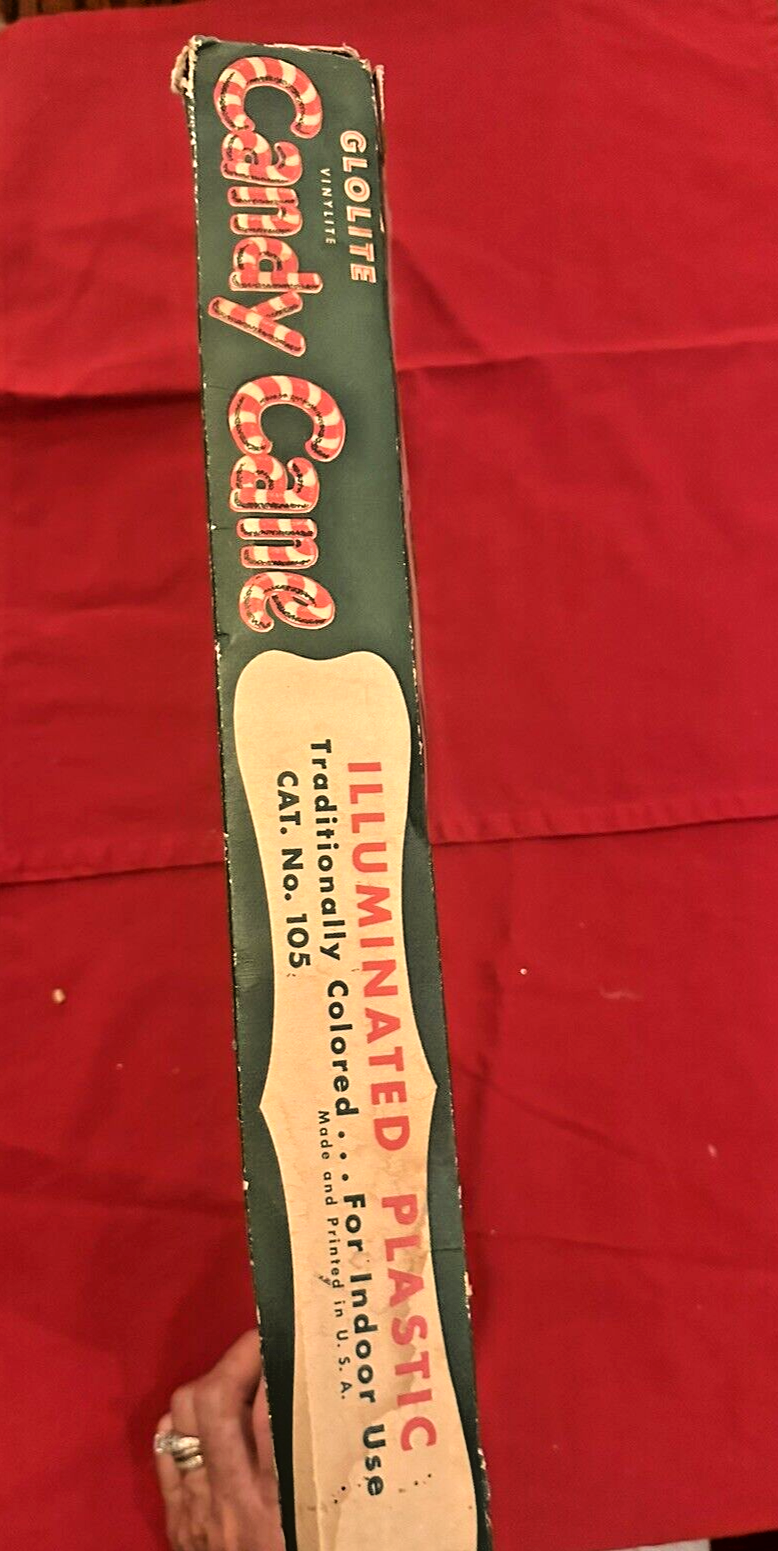 GLOLITE
VINYLITE
Candy Cane
ILLUMINATED PLASTIC
Traditionally Colored . . . For Indoor Use
CAT. No. 105
Made and Printed in U. S. A.